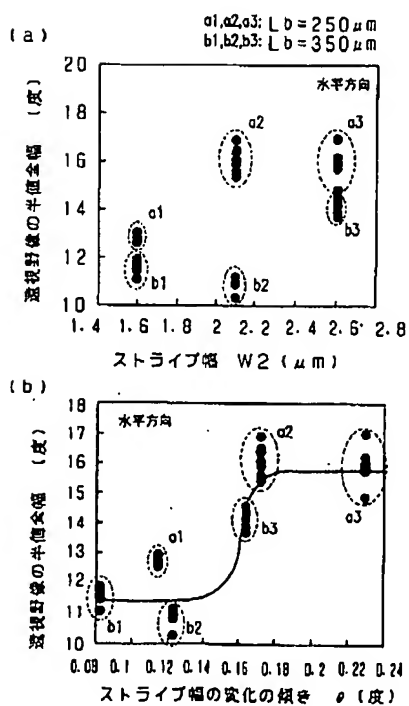 (a)
a1,a2,a3: Lb=250μm
b1,b2,b3: Lb=350μm
遠視野像の半値全幅 (度)
20
18
16
14
12
10
水平方向
a2
a3
a1
b1
b2
b3
1.4 1.6 1.8 2 2.2 2.4 2.6 2.8
ストライプ幅 W2 (μm)
(b)
遠視野像の半値全幅 (度)
18
17
16
15
14
13
12
11
10
水平方向
a2
a1
b3
a3
b1
b2
0.08 0.1 0.12 0.14 0.16 0.18 0.20 0.22 0.24
ストライプ幅の変化の傾き θ (度)